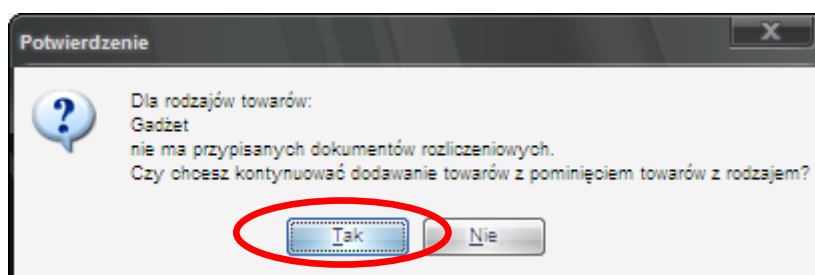 Potwierdzenie
Dla rodzajów towarów:
Gadżet
nie ma przypisanych dokumentów rozliczeniowych.
Czy chcesz kontynuować dodawanie towarów z pominięciem towarów z rodzajem?
Tak
Nie